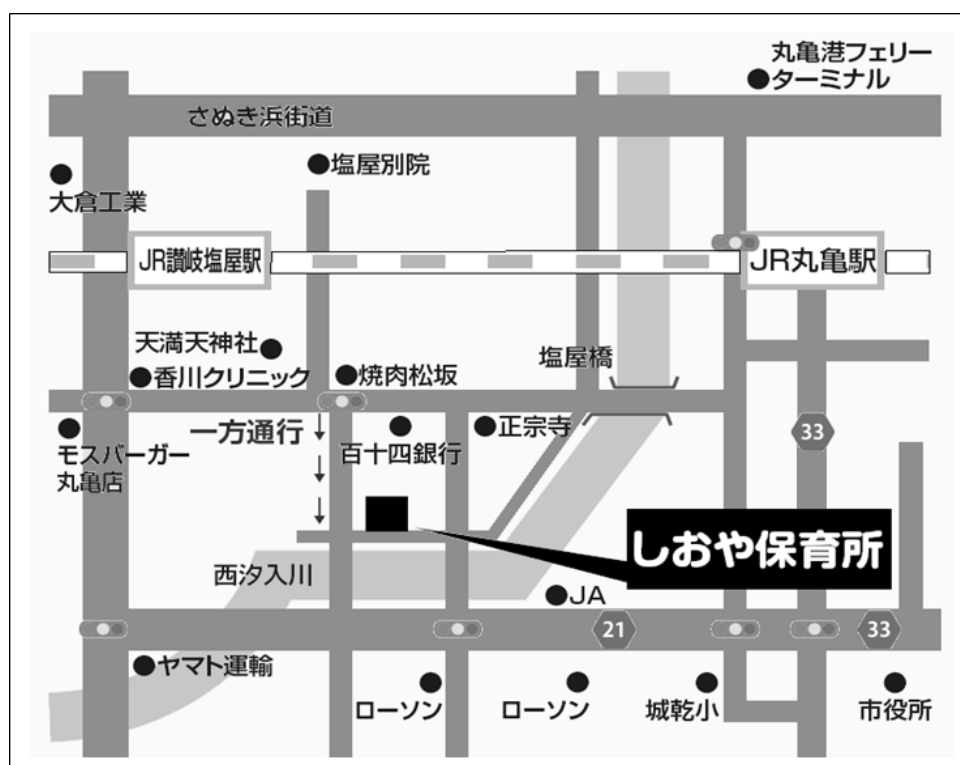 丸亀港フェリー
ターミナル
さぬき浜街道
塩屋別院
大倉工業
JR讃岐塩屋駅
JR丸亀駅
天満天神社
塩屋橋
香川クリニック
焼肉松坂
一方通行
正宗寺
33
モスバーガー
丸亀店
百十四銀行
しおや保育所
西汐入川
JA
21
33
ヤマト運輸
ローソン
ローソン
城乾小
市役所